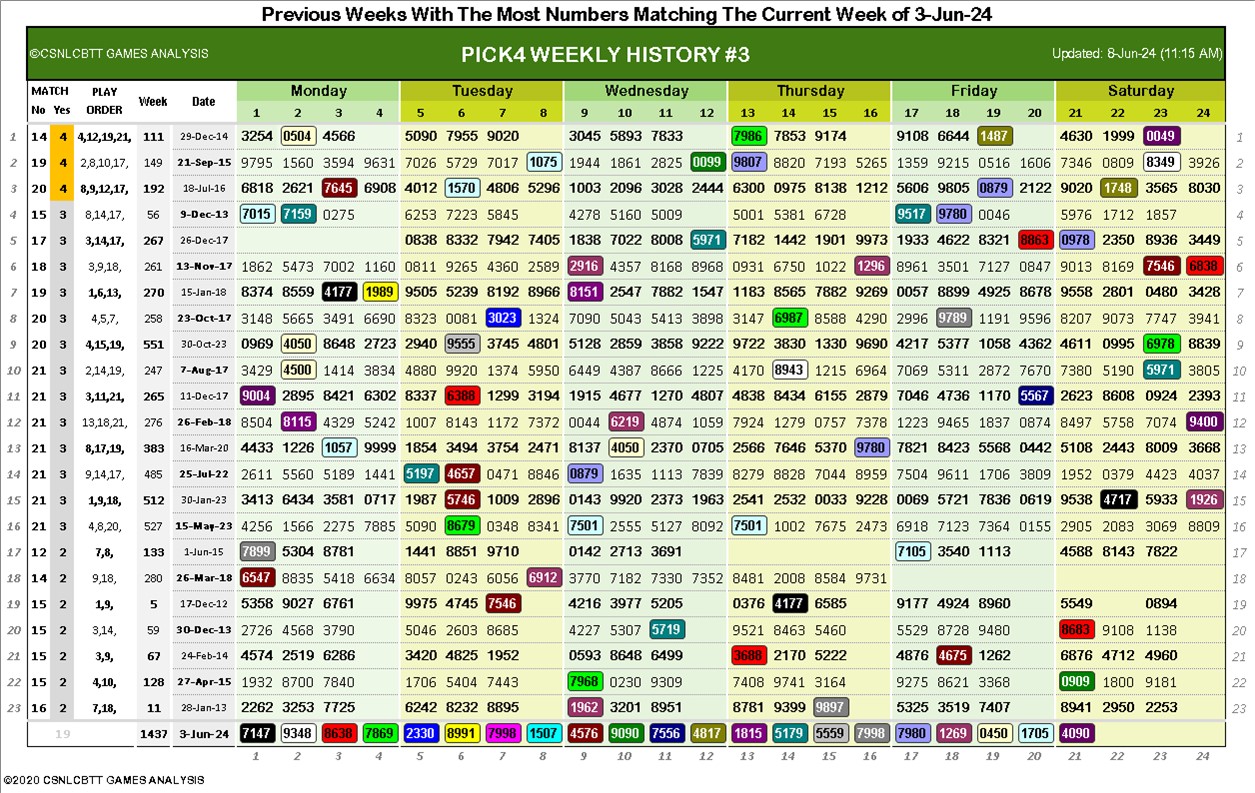 Previous Weeks With The Most Numbers Matching The Current Week of 3-Jun-24
©CSNLCBTT GAMES ANALYSIS PICK4 WEEKLY HISTORY #3 Updated: 8-Jun-24 (11:15 AM)
MATCH PLAY Week Date Monday Tuesday Wednesday Thursday Friday Saturday
No Yes ORDER 1 2 3 4 5 6 7 8 9 10 11 12 13 14 15 16 17 18 19 20 21 22 23 24
1 14 4 4,12,19,21, 111 29-Dec-14 3254 0504 4566 5090 7955 9020 3045 5893 7833 7986 7853 9174 9108 6644 1487 4630 1999 0049 1
2 19 4 2,8,10,17, 149 21-Sep-15 9795 1560 3594 9631 7026 5729 7017 1075 1944 1861 2825 0099 9807 8820 7193 5265 1359 9215 0516 1606 7346 0809 8349 3926 2
3 20 4 8,9,12,17, 192 18-Jul-16 6818 2621 7645 6908 4012 1570 4806 5296 1003 2096 3028 2444 6300 0975 8138 1212 5606 9805 0879 2122 9020 1748 3565 8030 3
4 15 3 8,14,17, 56 9-Dec-13 7015 7159 0275 6253 7223 5845 4278 5160 5009 5001 5381 6728 9517 9780 0046 5976 1712 1857 4
5 17 3 3,14,17, 267 26-Dec-17 0838 8332 7942 7405 1838 7022 8008 5971 7182 1442 1901 9973 1933 4622 8321 8863 0978 2350 8936 3449 5
6 18 3 3,9,18, 261 13-Nov-17 1862 5473 7002 1160 0811 9265 4383 2589 2916 4357 8168 8968 0931 6750 1022 1296 8961 3501 7127 0847 9013 8169 7546 6838 6
7 19 3 1,6,13, 270 15-Jan-18 8374 8559 4177 1989 9505 5239 8192 8966 8151 2547 7882 1547 1183 8565 7882 9269 0057 8899 4925 8678 9558 2801 0480 3428 7
8 20 3 4,5,7, 258 23-Oct-17 3148 5665 3491 6690 8323 0081 3023 1324 7090 5043 5413 3898 3147 6987 8588 4290 2996 9789 1191 9596 8207 9073 7747 3941 8
9 20 3 4,15,19, 551 30-Oct-23 0969 4050 8648 2723 2940 9555 3745 4801 5128 2859 3858 9222 9722 3830 1330 9690 4217 5377 1058 4362 4611 0995 6978 8839 9
10 21 3 2,14,19, 247 7-Aug-17 3429 4500 1414 3834 4880 9920 1374 5950 6449 4387 8666 1225 4170 8943 1215 6964 7069 5311 2872 7670 7380 5190 5971 3805 10
11 21 3 3,11,21, 265 11-Dec-17 9004 2895 8421 6302 8337 6388 1299 3194 1915 4677 1270 4807 4838 8434 6155 2879 7046 4736 1170 5567 2623 8608 0924 2393 11
12 21 3 13,18,21, 276 26-Feb-18 8504 8115 4329 5242 1007 8143 1172 7372 0044 6219 4874 1059 7924 1279 0757 7378 1223 9465 1837 0874 8497 5758 7074 9400 12
13 21 3 8,17,19, 383 16-Mar-20 4433 1226 1057 9999 1854 3494 3754 2471 8137 4050 2370 0705 2566 7646 5370 9780 7821 8423 5568 0442 5108 2443 8009 3668 13
14 21 3 9,14,17, 485 25-Jul-22 2611 5560 5189 1441 5197 4657 0471 8846 0879 1635 1113 7839 8279 8828 7044 8959 7504 9611 1706 3809 1952 0379 4423 4037 14
15 21 3 1,9,18, 512 30-Jan-23 3413 6434 3581 0717 1987 5746 1009 2896 0143 9920 2373 1963 2541 2532 0033 9228 0069 5721 7836 0619 9538 4717 5933 1926 15
16 21 3 4,8,20, 527 15-May-23 4256 1566 2275 7885 5090 8679 0348 8341 7501 2555 5127 8092 7501 1002 7675 2473 6918 7123 7364 0155 2905 2083 3069 8809 16
17 12 2 7,8, 133 1-Jun-15 7899 5304 8781 1441 8851 9710 0142 2713 3691 7105 3540 1113 4588 8143 7822 17
18 14 2 9,18, 280 26-Mar-18 6547 8835 5418 6634 8057 0243 6056 6912 3770 7182 7330 7352 8481 2008 8584 9731 18
19 15 2 1,9, 5 17-Dec-12 5358 9027 6761 9975 4745 7546 4216 3977 5205 0376 4177 6585 9177 4924 8960 5549 0894 19
20 15 2 3,14, 59 30-Dec-13 2726 4568 3790 5046 2603 8685 4227 5307 5719 9521 8463 5460 5529 8728 9480 8683 9108 1138 20
21 15 2 3,9, 67 24-Feb-14 4574 2519 6286 3420 4825 1952 0593 8648 6499 3688 2170 5222 4876 4675 1262 6876 4712 4960 21
22 15 2 4,10, 128 27-Apr-15 1932 8700 7840 1706 5404 7443 7968 0230 9309 7408 9741 3164 9275 8621 3368 0909 1800 9181 22
23 16 2 7,18, 11 28-Jan-13 2262 3253 7725 6242 8232 8895 1962 3201 8951 8781 9399 9897 5325 3519 7407 8941 2950 2253 23
19 1437 3-Jun-24 7147 9348 8638 7869 2330 8991 7998 1507 4576 9090 7556 4817 1815 5179 5559 7998 7980 1269 0450 1705 4090
1 2 3 4 5 6 7 8 9 10 11 12 13 14 15 16 17 18 19 20 21 22 23 24
©2020 CSNLCBTT GAMES ANALYSIS